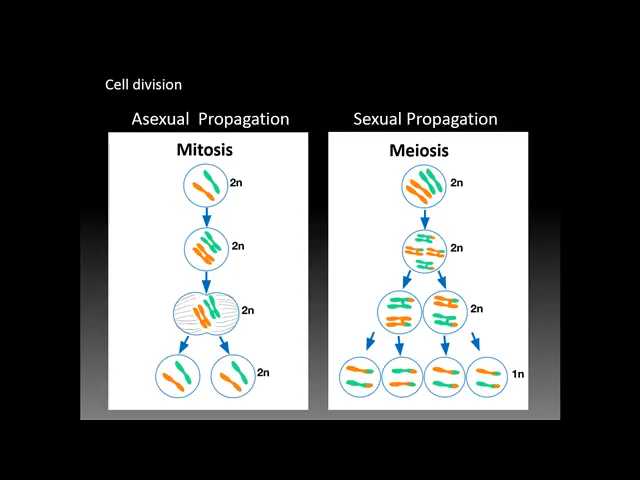 Cell division
Asexual  Propagation
Mitosis
2n
2n
2n
2n
Sexual Propagation
Meiosis
2n
2n
2n
1n